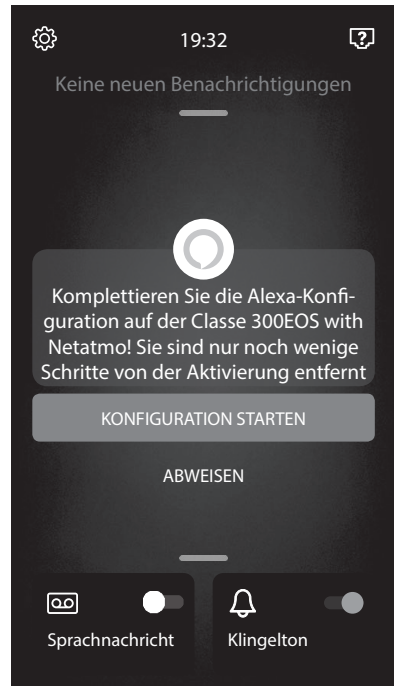 19:32
Keine neuen Benachrichtigungen
Komplettieren Sie die Alexa-Konfi-
guration auf der Classe 300EOS with
Netatmo! Sie sind nur noch wenige
Schritte von der Aktivierung entfernt
KONFIGURATION STARTEN
ABWEISEN
Sprachnachricht
Klingelton